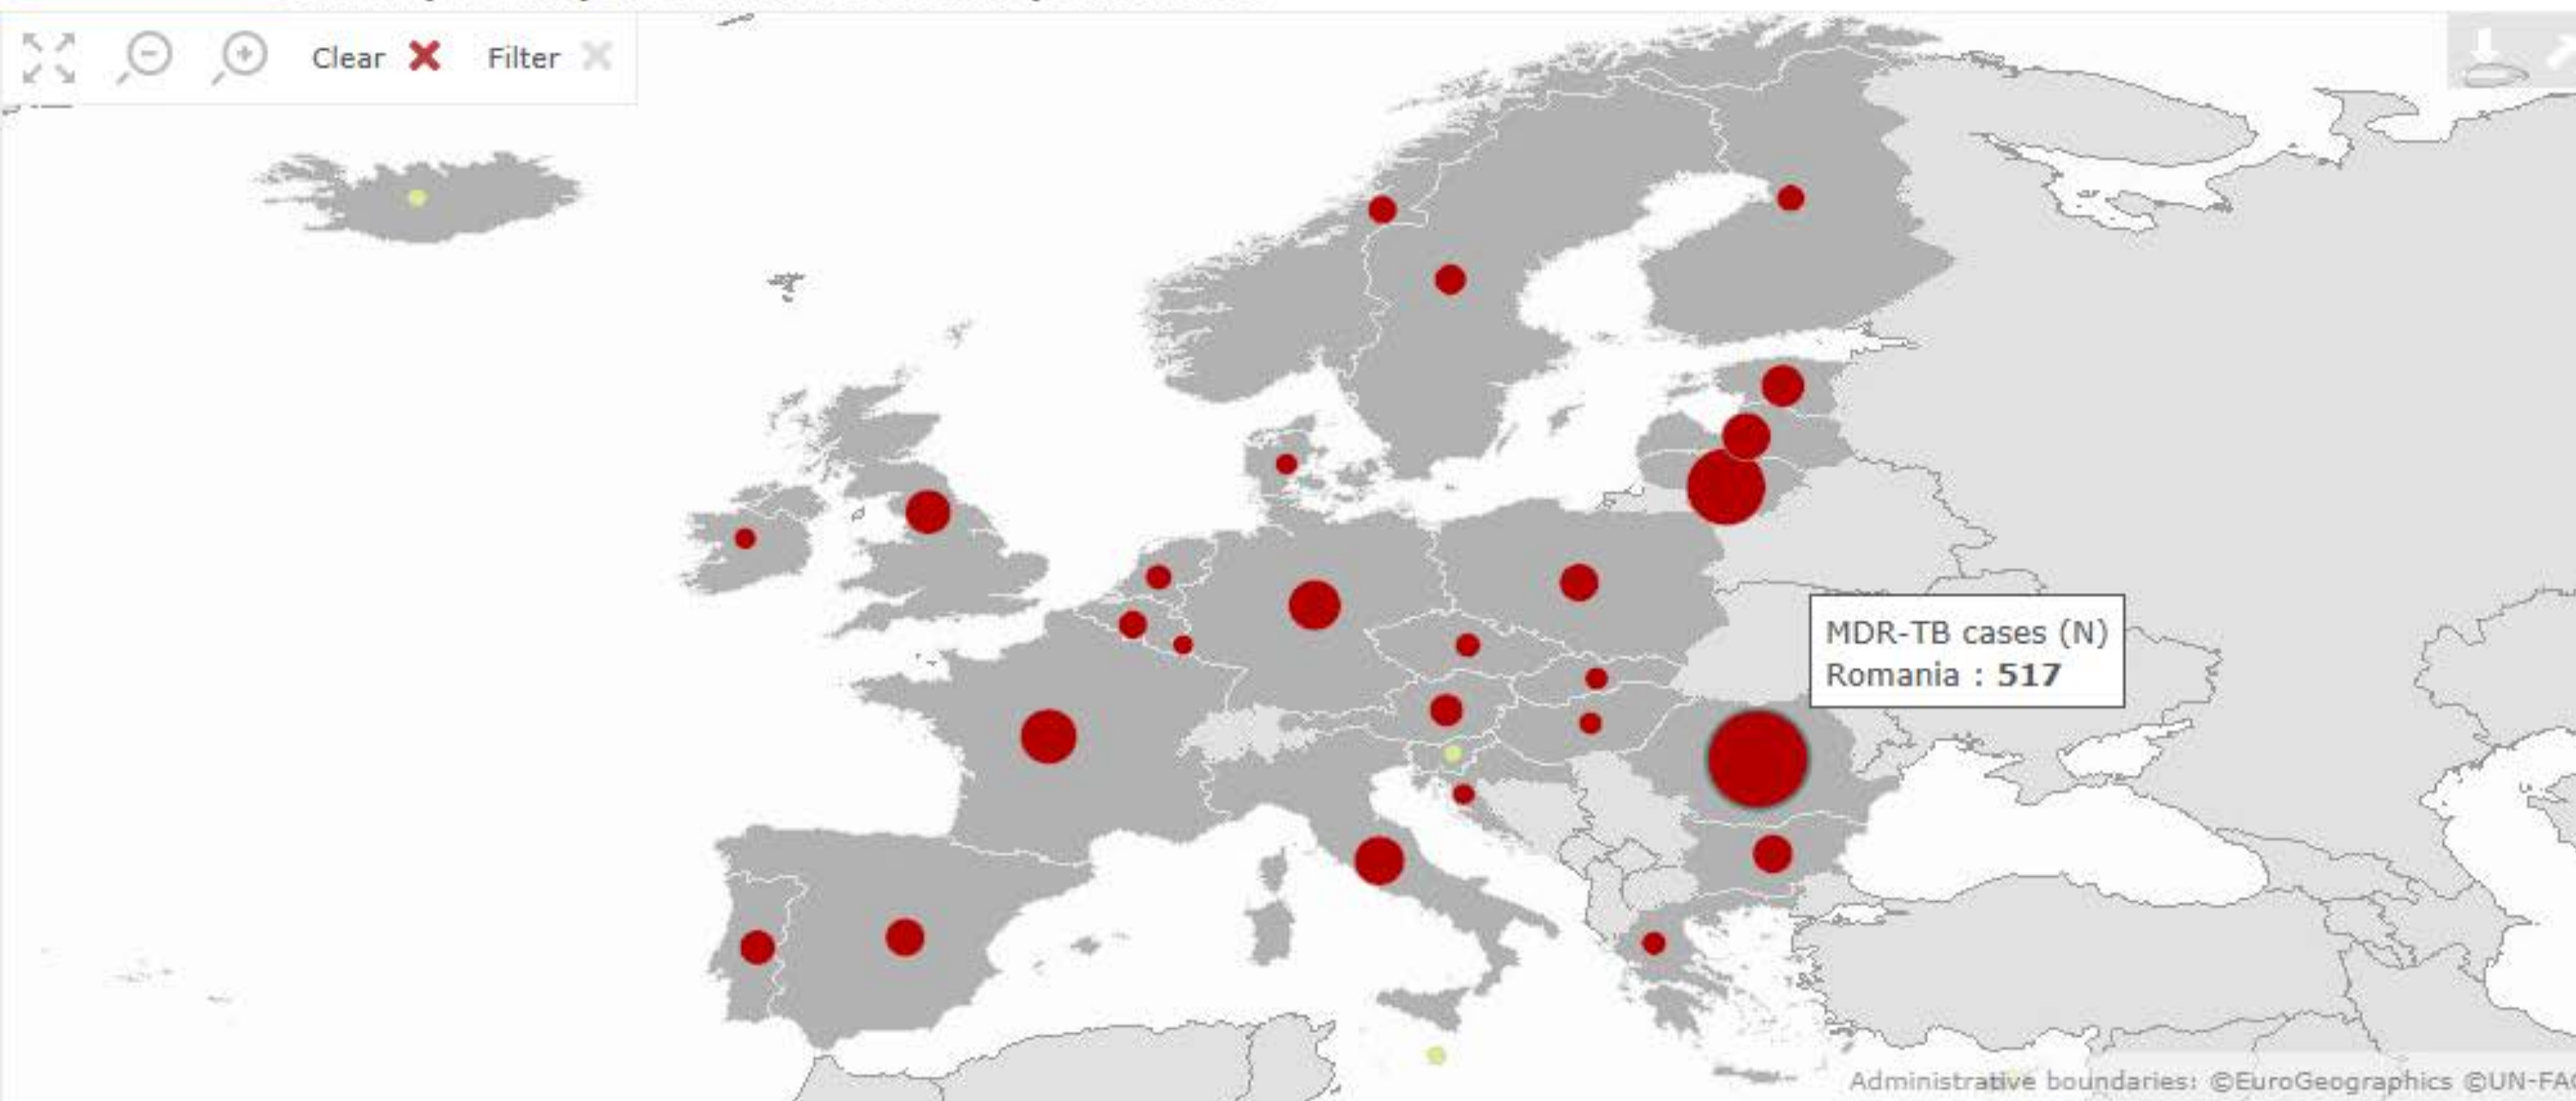 Clear
Filter
MDR-TB cases (N)
Romania : 517
Administrative boundaries: ©EuroGeographics ©UN-FAO